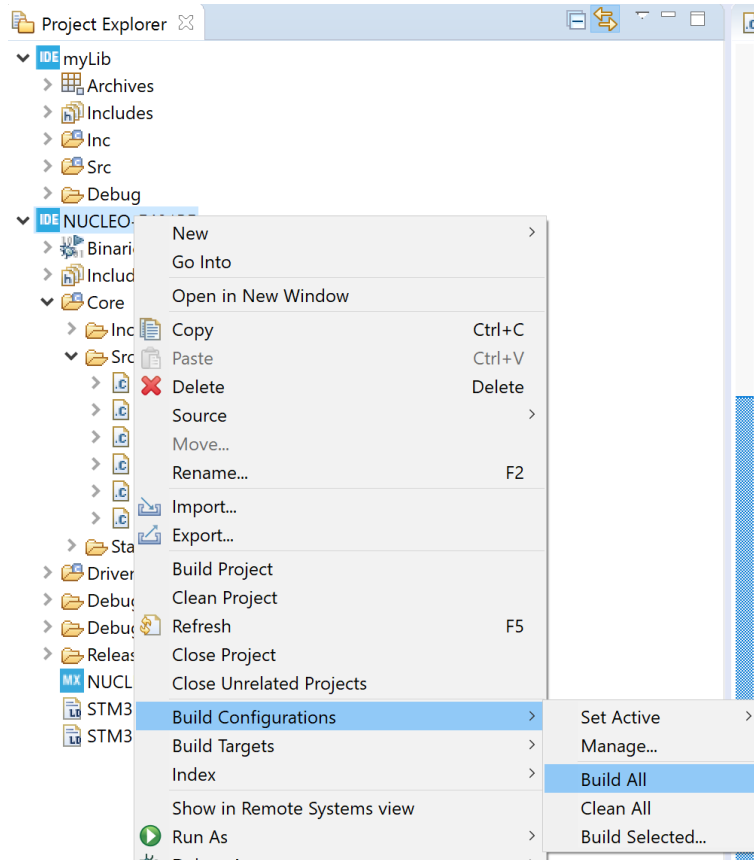 Project Explorer
IDE myLib
Archives
Includes
Inc
Src
Debug
IDE NUCLEO-
Binari
Includ
Core
Inc
Src
.c
.c
.c
.c
.c
.c
Sta
Driver
Debu
Debu
Releas
MX NUCL
STM3
STM3
New
Go Into
Open in New Window
Copy Ctrl+C
Paste Ctrl+V
Delete Delete
Source
Move...
Rename... F2
Import...
Export...
Build Project
Clean Project
Refresh F5
Close Project
Close Unrelated Projects
Build Configurations
Build Targets
Index
Show in Remote Systems view
Run As
Set Active
Manage...
Build All
Clean All
Build Selected...